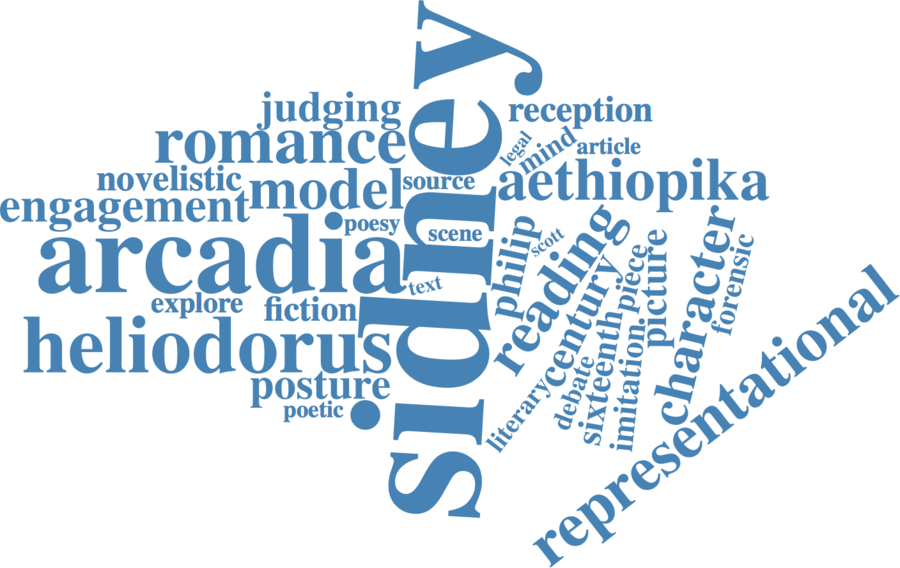 sidney
judging
reception
romance
legal
mind
article
novelistic
model
source
aethiopika
engagement
poesy
scene
philip
scott
arcadia
text
reading
century
piece
picture
character
forensic
explore
fiction
heliodorus
posture
poetic
literary
debate
sixteenth
imitation.
representational